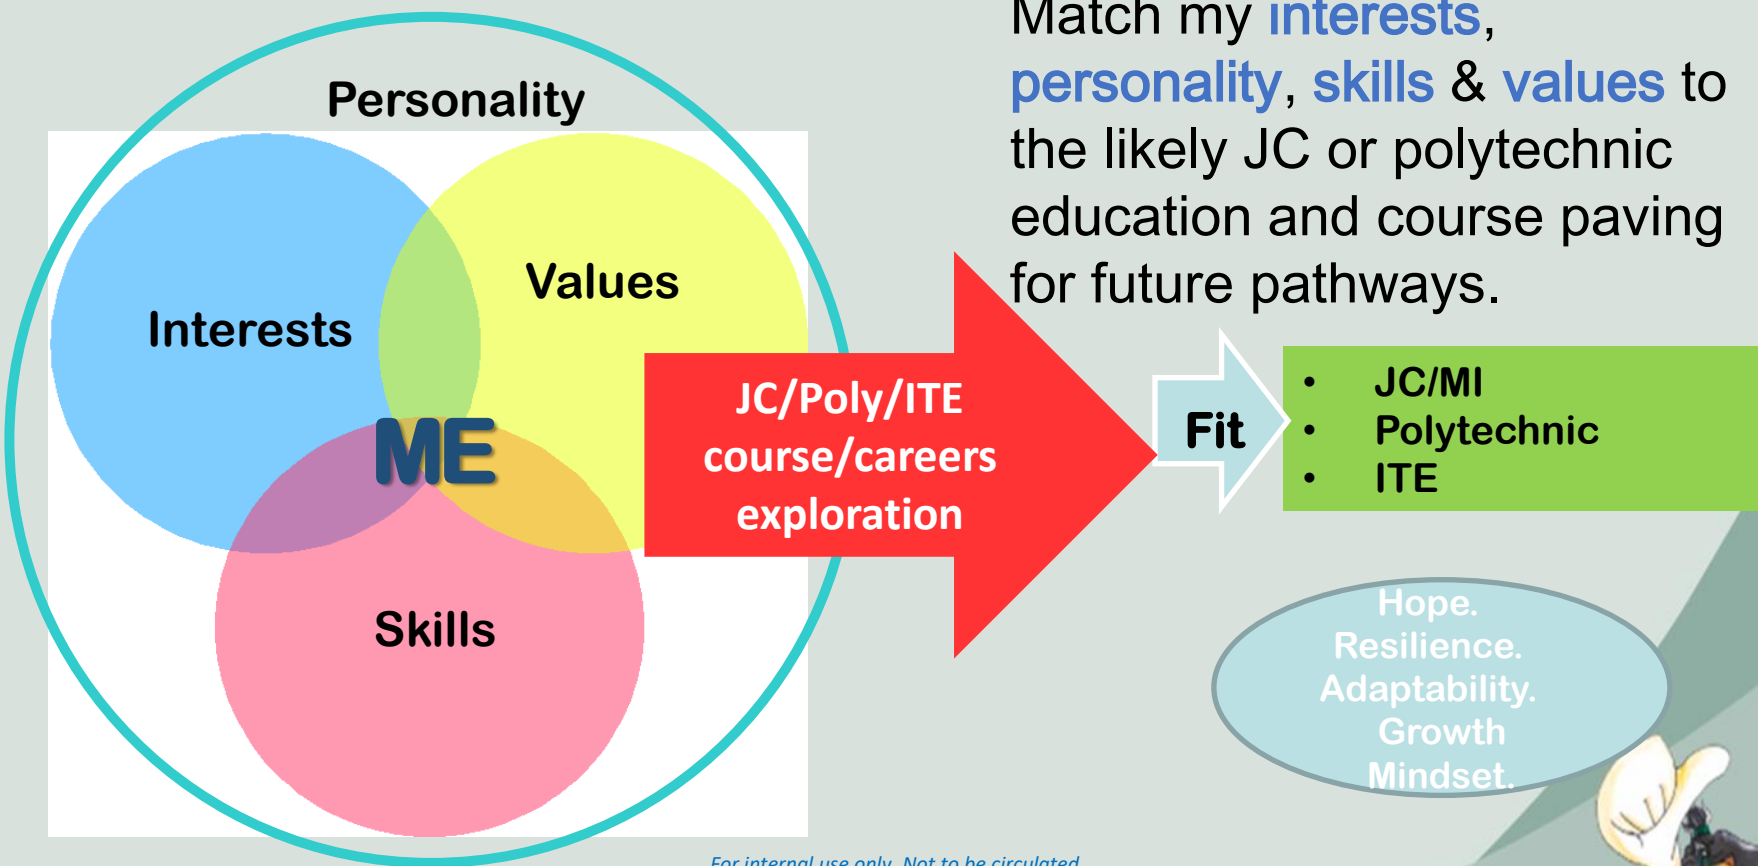 Match my interests,
personality, skills & values to
the likely JC or polytechnic
education and course paving
for future pathways.
Personality
Values
Interests
ME
Skills
JC/Poly/ITE
course/careers
exploration
Fit
• JC/MI
• Polytechnic
• ITE
Hope.
Resilience.
Adaptability.
Growth
Mindset.
For internal use only. Not to be circulated